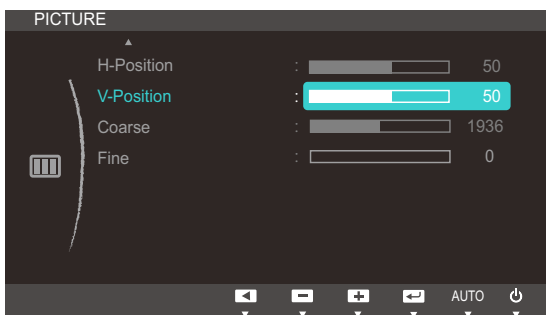 PICTURE
H-Position : 50
V-Position : 50
Coarse : 1936
Fine : 0
AUTO